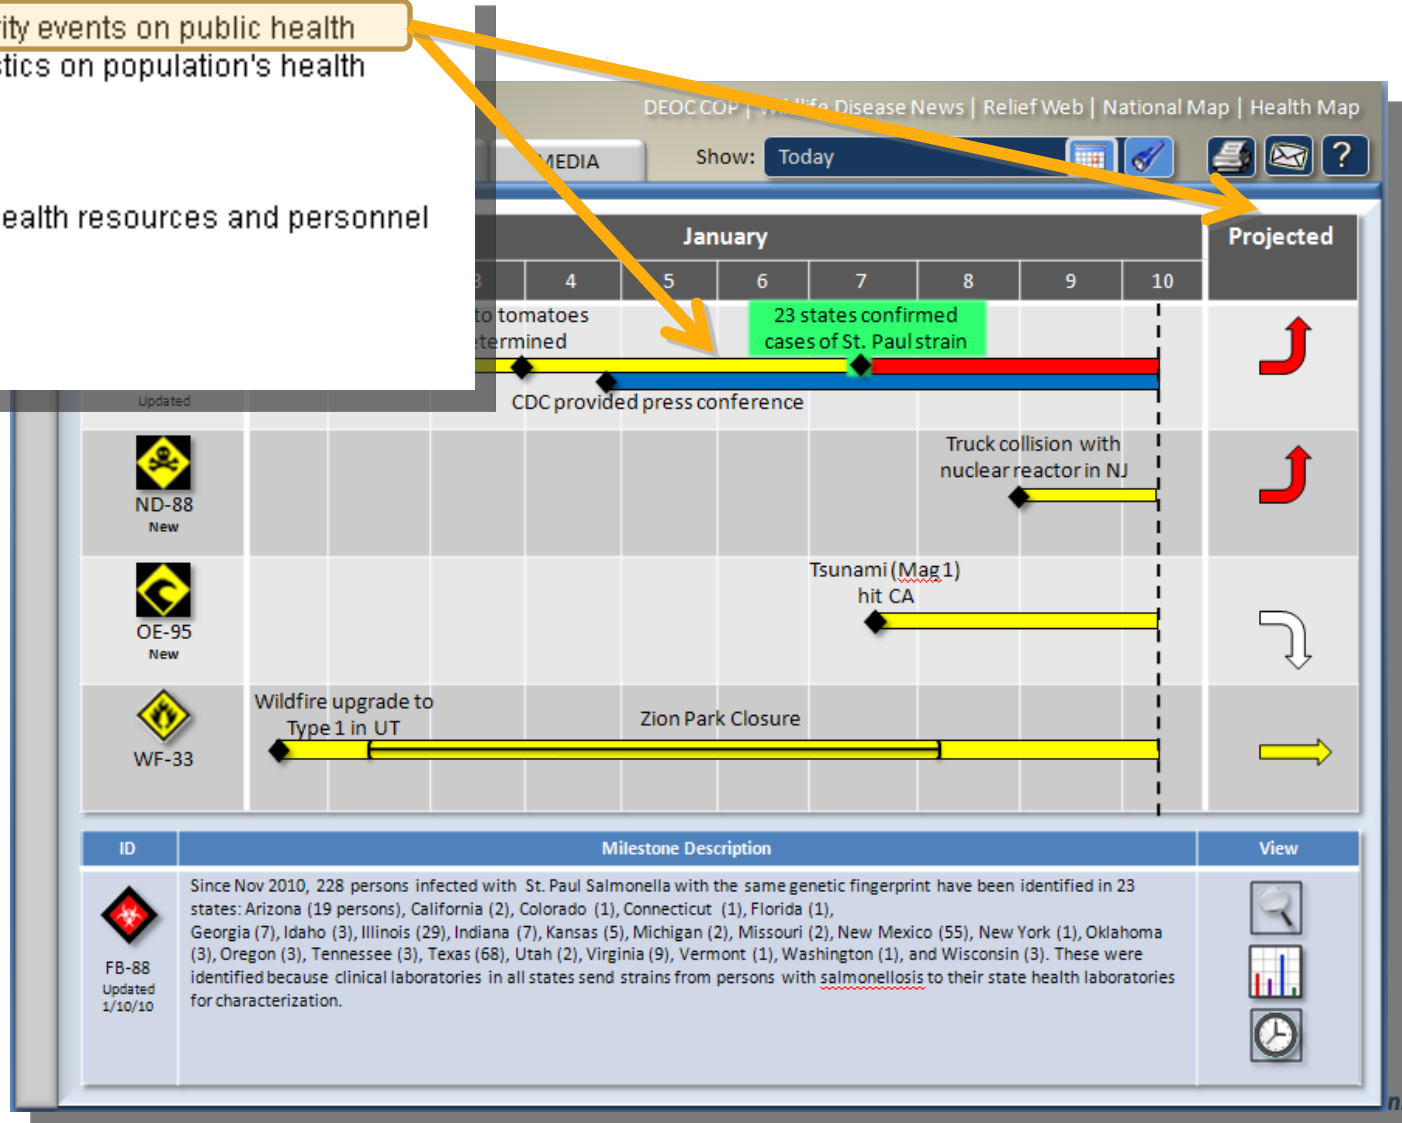 ity events on public health
stics on population's health
ealth resources and personnel
DEOC COP | Wildlife Disease News | Relief Web | National Map | Health Map
MEDIA
Show: Today
?
January
Projected
3 4 5 6 7 8 9 10
to tomatoes
etermined
23 states confirmed
cases of St. Paul strain
Updated
CDC provided press conference
Truck collision with
nuclear reactor in NJ
ND-88
New
Tsunami (Mag 1)
hit CA
OE-95
New
Wildfire upgrade to
Type 1 in UT
Zion Park Closure
WF-33
ID Milestone Description View
Since Nov 2010, 228 persons infected with St. Paul Salmonella with the same genetic fingerprint have been identified in 23
states: Arizona (19 persons), California (2), Colorado (1), Connecticut (1), Florida (1),
Georgia (7), Idaho (3), Illinois (29), Indiana (7), Kansas (5), Michigan (2), Missouri (2), New Mexico (55), New York (1), Oklahoma
(3), Oregon (3), Tennessee (3), Texas (68), Utah (2), Virginia (9), Vermont (1), Washington (1), and Wisconsin (3). These were
identified because clinical laboratories in all states send strains from persons with salmonellosis to their state health laboratories
for characterization.
FB-88
Updated
1/10/10